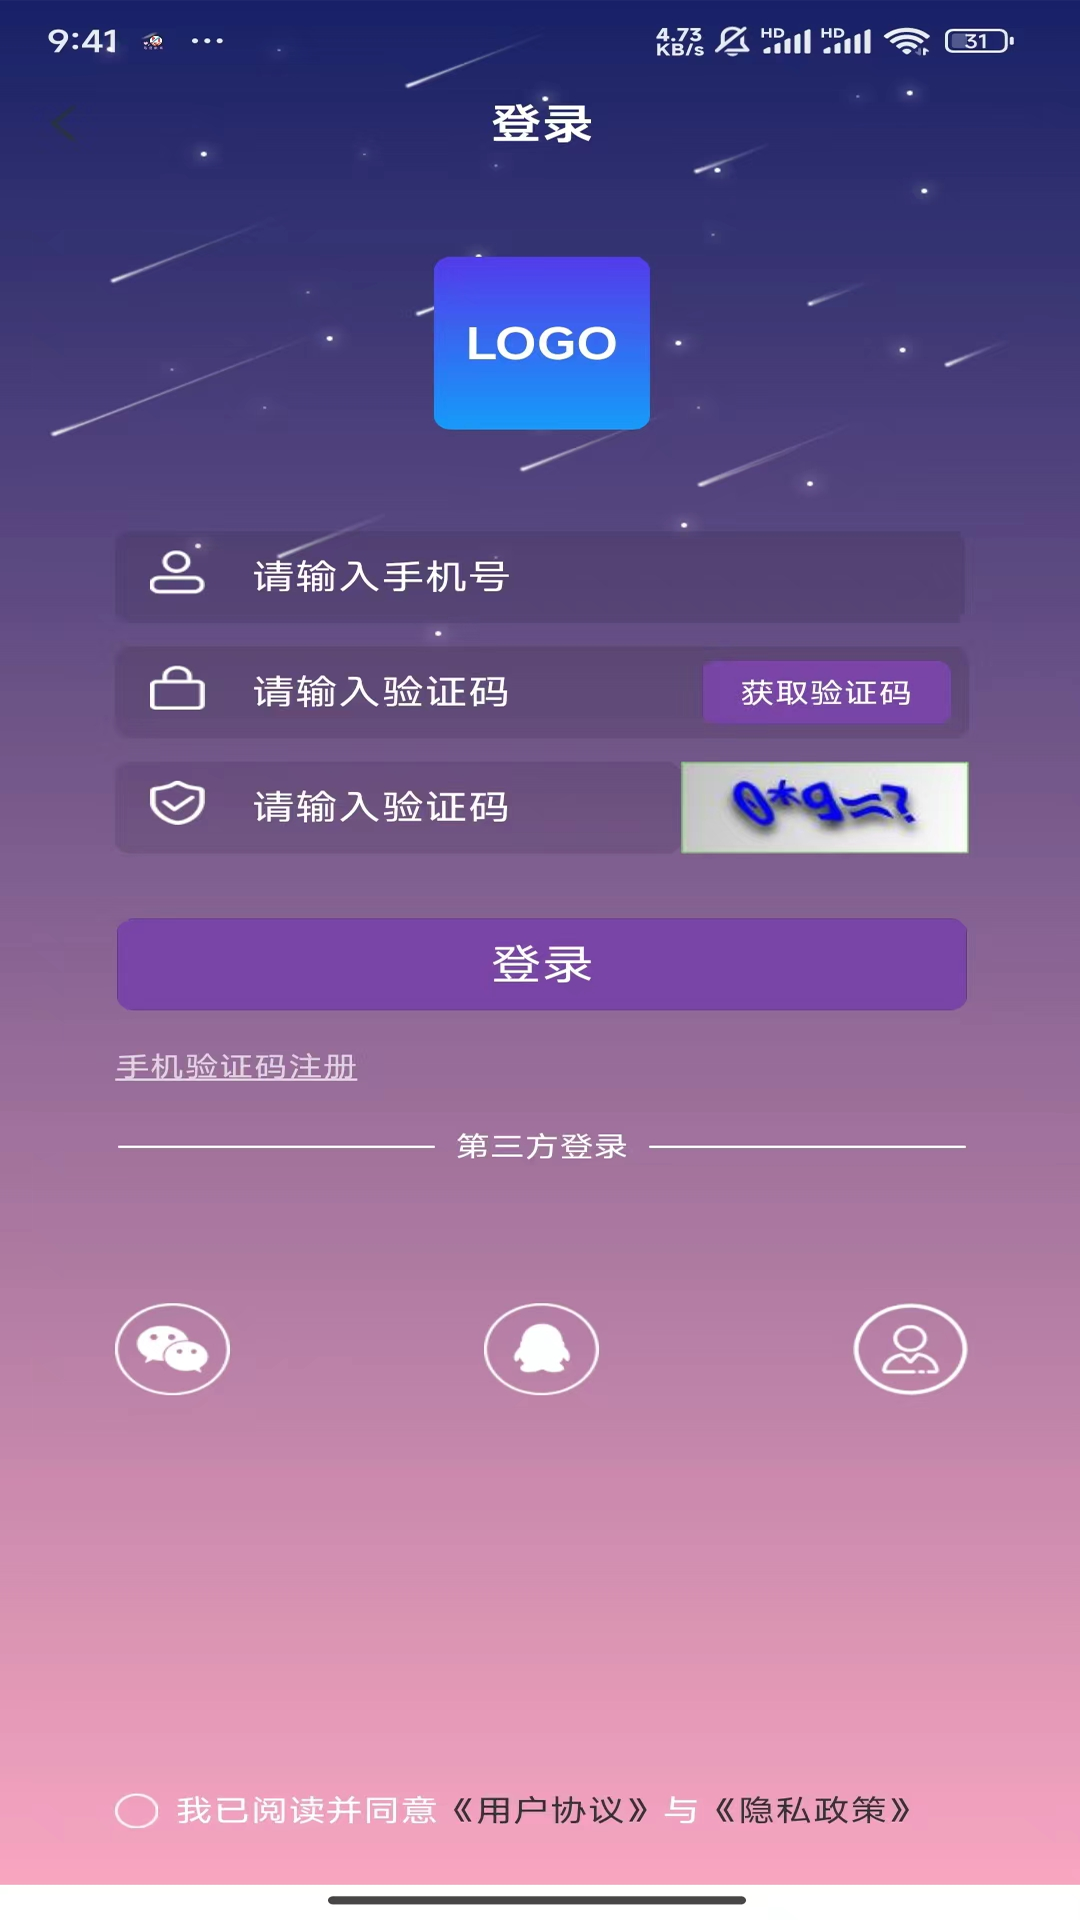 9:41 ... 4.73 KB/s HD HD 31
登录
LOGO
请输入手机号
请输入验证码 获取验证码
请输入验证码 0*9=?
登录
手机验证码注册
第三方登录
我已阅读并同意《用户协议》与《隐私政策》